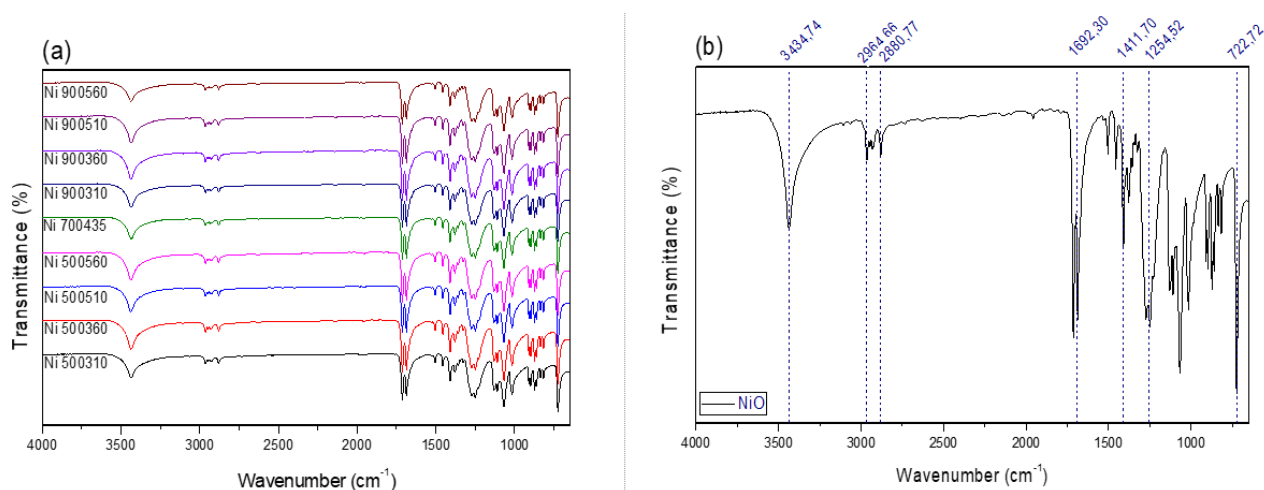 (a)
Ni 900560
Ni 900510
Ni 900360
Ni 900310
Ni 700435
Ni 500560
Ni 500510
Ni 500360
Ni 500310
Transmittance (%)
4000 3500 3000 2500 2000 1500 1000
Wavenumber (cm⁻¹)
(b)
3434,74
2964,66
2880,77
1692,30
1411,70
1254,52
722,72
Transmittance (%)
NiO
4000 3500 3000 2500 2000 1500 1000
Wavenumber (cm⁻¹)